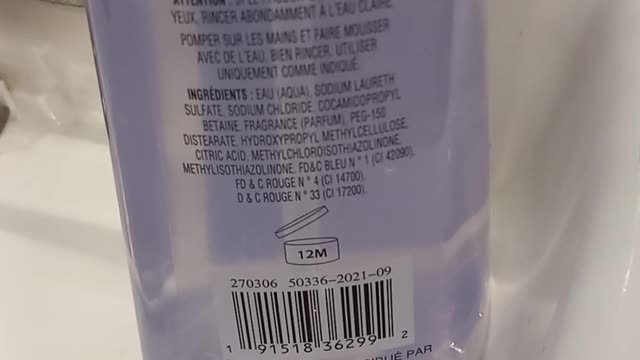 YEUX, RINCER ABONDAMMENT À L'EAU CLAIRE.
POMPER SUR LES MAINS ET FAIRE MOUSSER
AVEC DE L'EAU. BIEN RINCER. UTILISER
UNIQUEMENT COMME INDIQUÉ.
INGRÉDIENTS : EAU (AQUA), SODIUM LAURETH
SULFATE, SODIUM CHLORIDE, COCAMIDOPROPYL
BETAINE, FRAGRANCE (PARFUM), PEG-150
DISTEARATE, HYDROXYPROPYL METHYLCELLULOSE,
CITRIC ACID, METHYLCHLOROISOTHIAZOLINONE,
METHYLISOTHIAZOLINONE, FD&C BLEU N° 1 (CI 42090),
FD & C ROUGE N° 4 (CI 14700),
D & C ROUGE N° 33 (CI 17200).
12M
270306 50336-2021-09
1 91518 36299 2
PAR